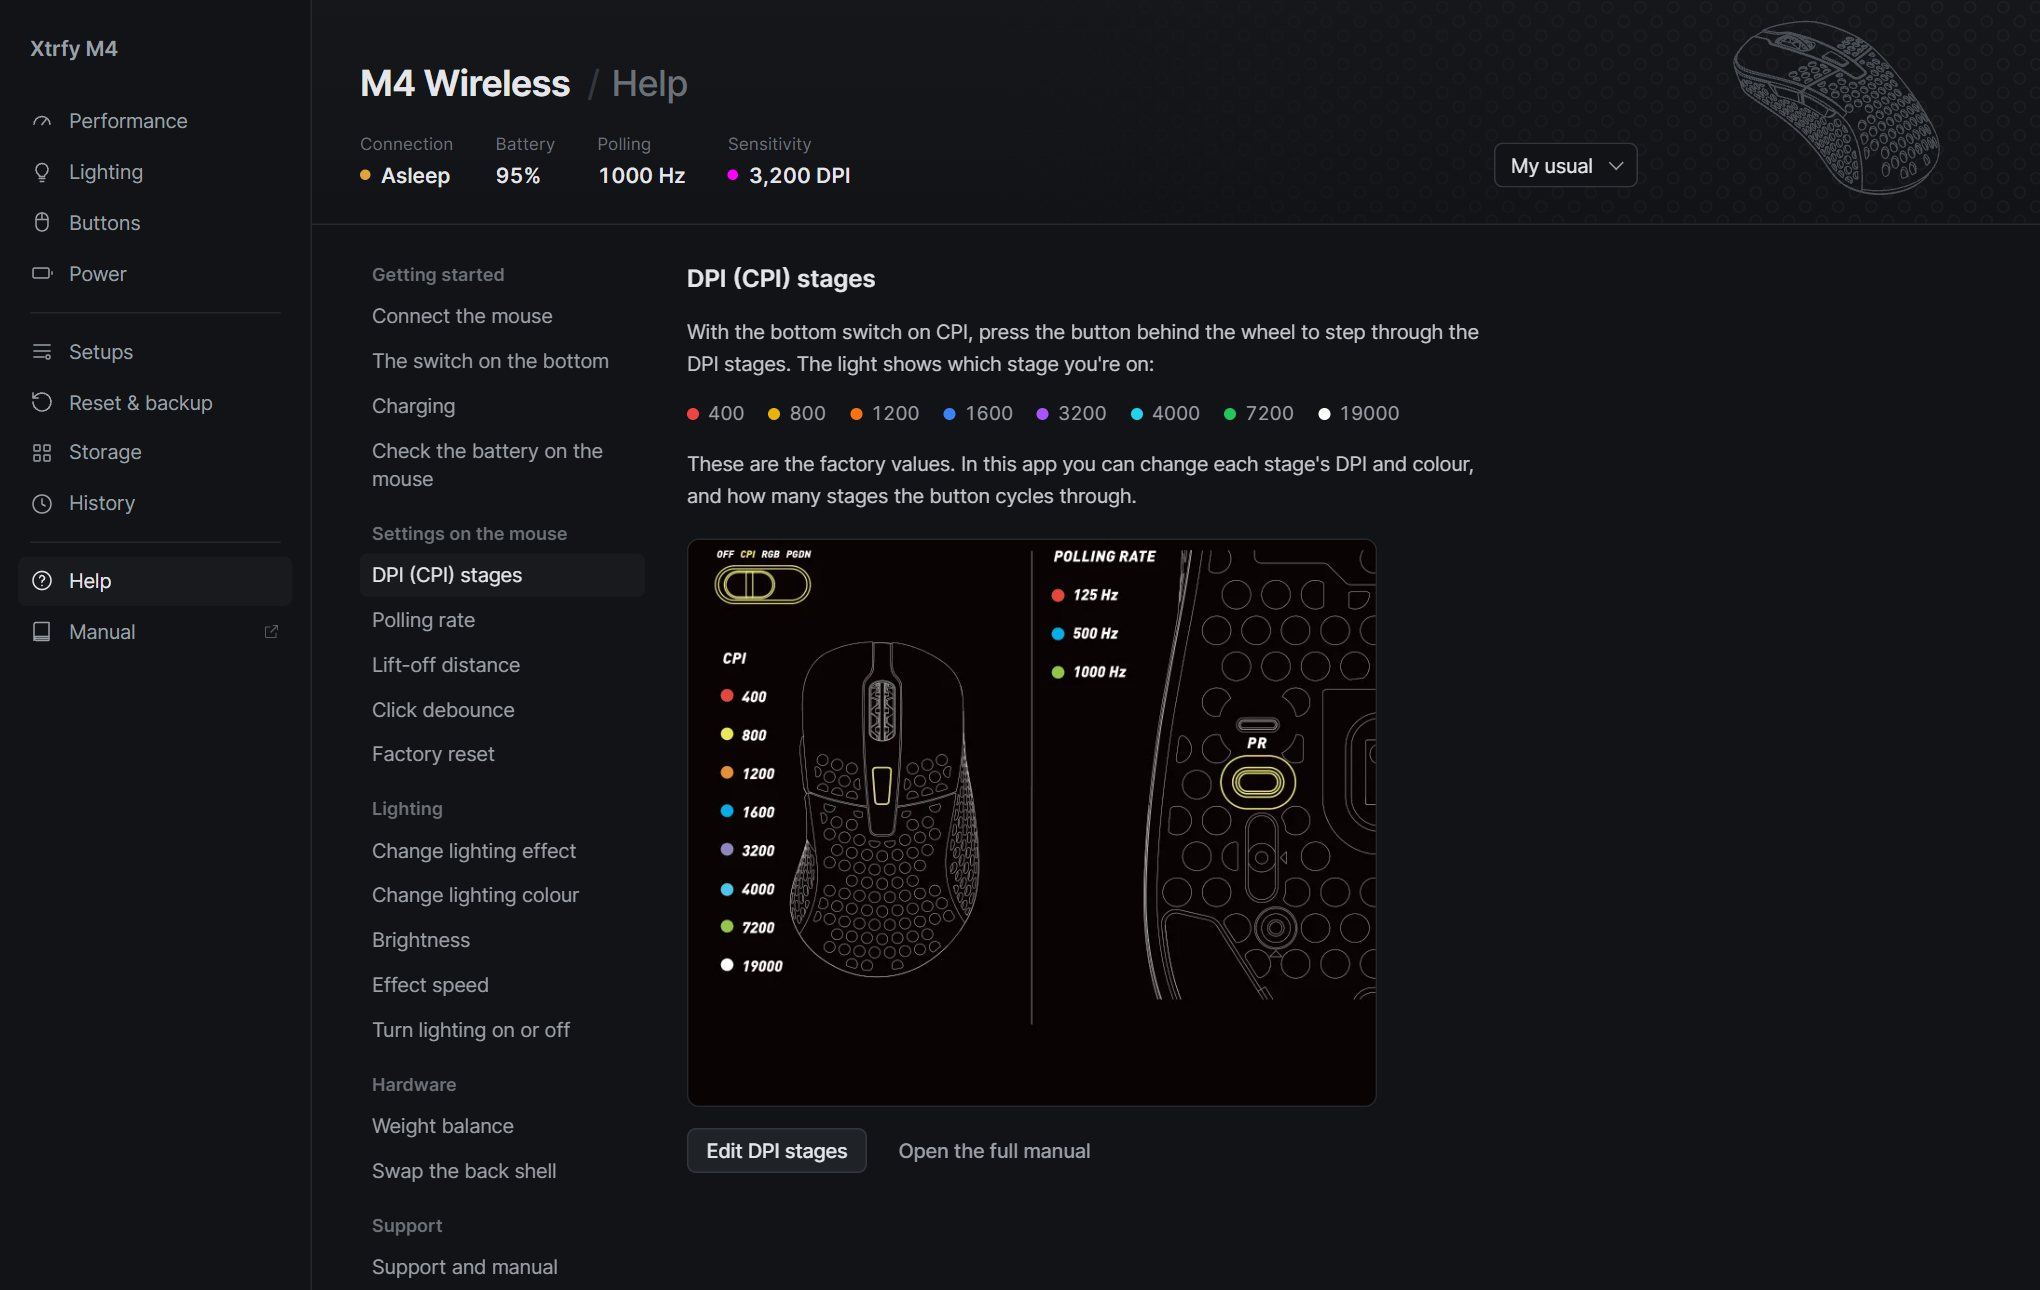 Xtrfy M4
Performance
Lighting
Buttons
Power
Setups
Reset & backup
Storage
History
Help
Manual
M4 Wireless / Help
Connection
Asleep
Battery
95%
Polling
1000 Hz
Sensitivity
3,200 DPI
My usual
Getting started
Connect the mouse
The switch on the bottom
Charging
Check the battery on the
mouse
Settings on the mouse
DPI (CPI) stages
Polling rate
Lift-off distance
Click debounce
Factory reset
Lighting
Change lighting effect
Change lighting colour
Brightness
Effect speed
Turn lighting on or off
Hardware
Weight balance
Swap the back shell
Support
Support and manual
DPI (CPI) stages
With the bottom switch on CPI, press the button behind the wheel to step through the
DPI stages. The light shows which stage you're on:
400 800 1200 1600 3200 4000 7200 19000
These are the factory values. In this app you can change each stage's DPI and colour,
and how many stages the button cycles through.
OFF CPI RGB PGDN
CPI
400
800
1200
1600
3200
4000
7200
19000
POLLING RATE
125 Hz
500 Hz
1000 Hz
PR
Edit DPI stages
Open the full manual